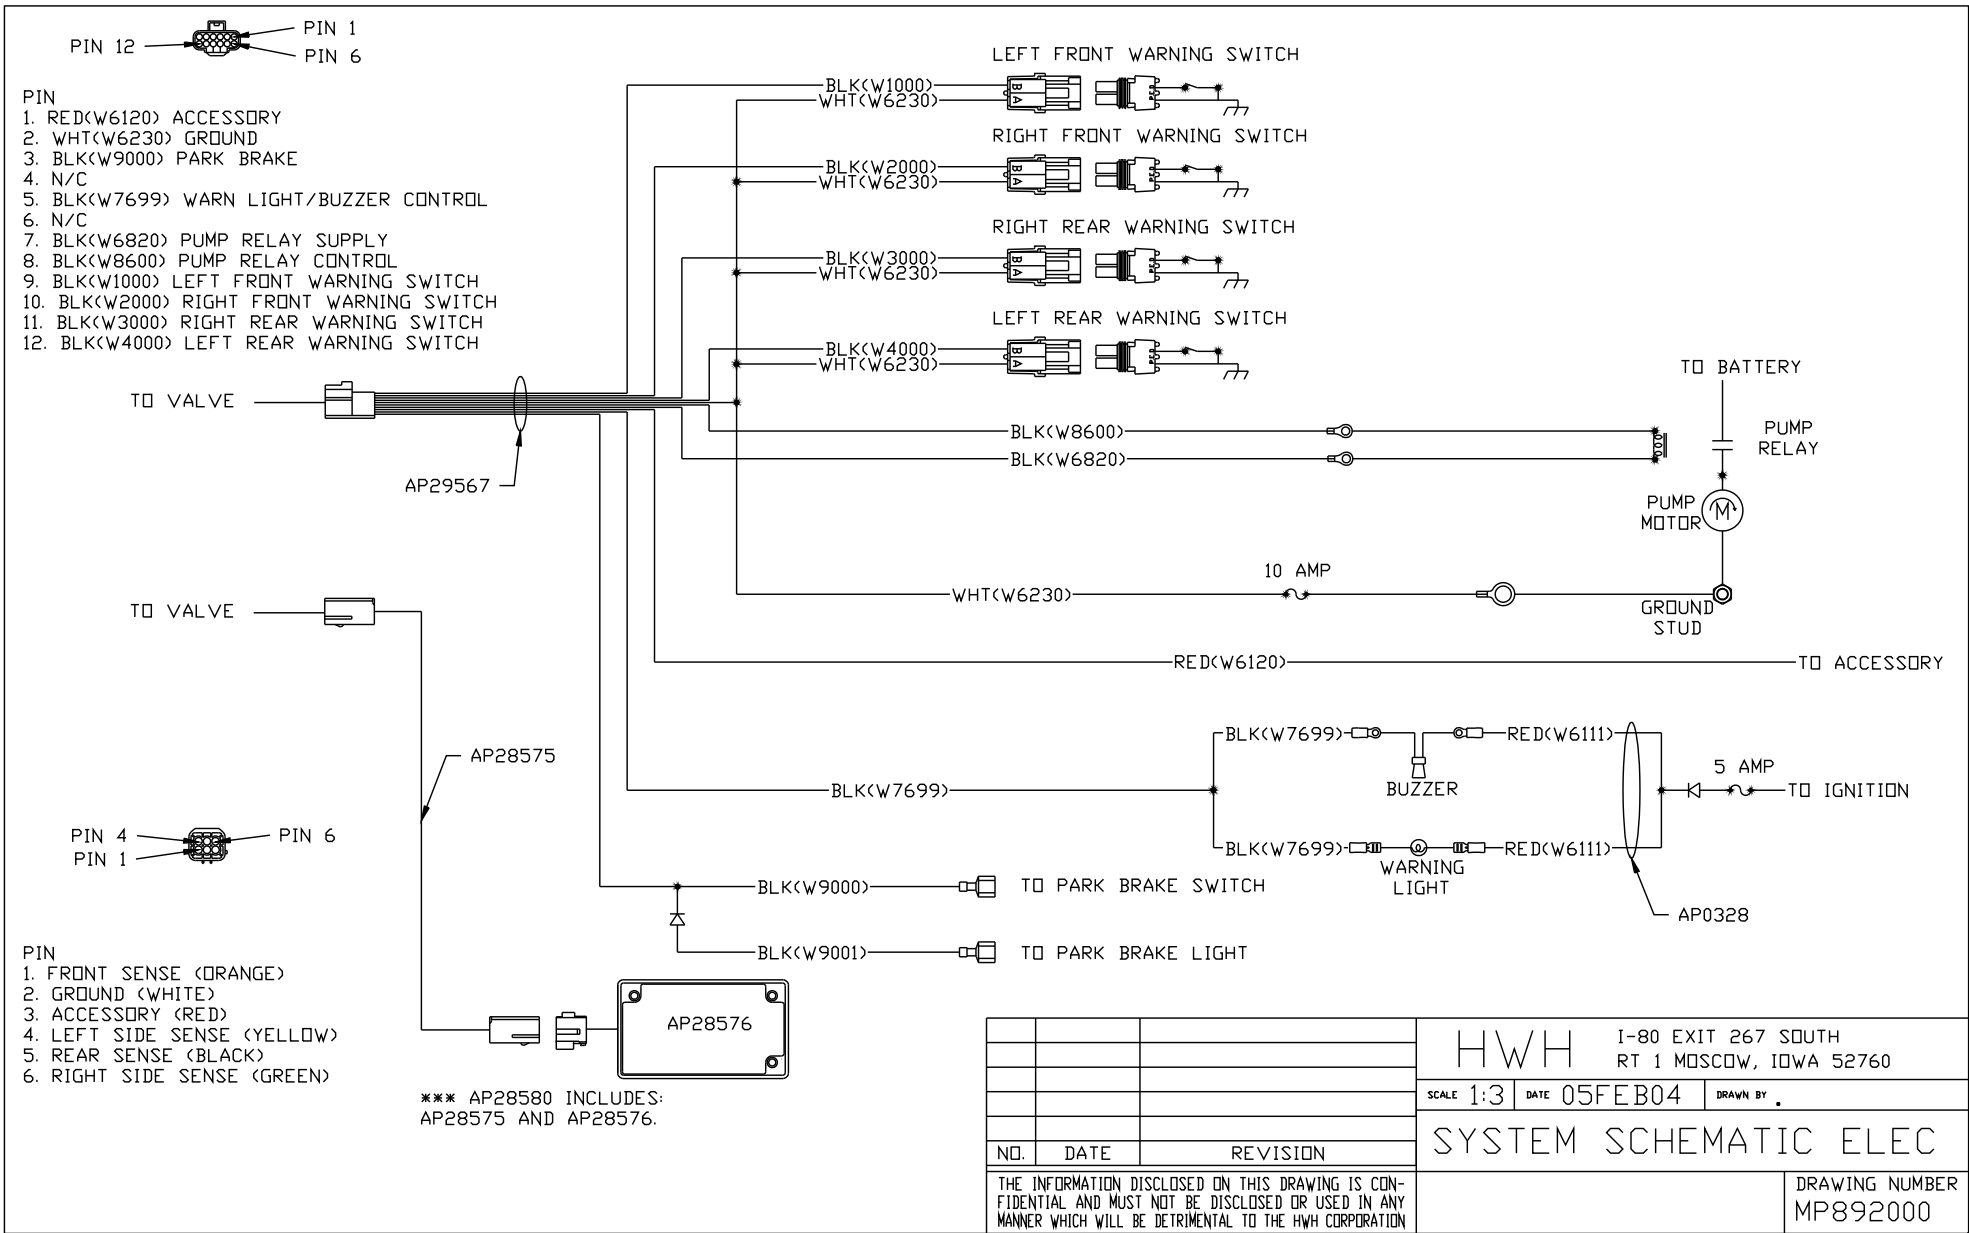 PIN 1
PIN 12
PIN 6
PIN
1. RED(W6120) ACCESSORY
2. WHT(W6230) GROUND
3. BLK(W9000) PARK BRAKE
4. N/C
5. BLK(W7699) WARN LIGHT/BUZZER CONTROL
6. N/C
7. BLK(W6820) PUMP RELAY SUPPLY
8. BLK(W8600) PUMP RELAY CONTROL
9. BLK(W1000) LEFT FRONT WARNING SWITCH
10. BLK(W2000) RIGHT FRONT WARNING SWITCH
11. BLK(W3000) RIGHT REAR WARNING SWITCH
12. BLK(W4000) LEFT REAR WARNING SWITCH
LEFT FRONT WARNING SWITCH
BLK(W1000)
WHT(W6230)
B
A
RIGHT FRONT WARNING SWITCH
BLK(W2000)
WHT(W6230)
B
A
RIGHT REAR WARNING SWITCH
BLK(W3000)
WHT(W6230)
B
A
LEFT REAR WARNING SWITCH
BLK(W4000)
WHT(W6230)
B
A
TO VALVE
AP29567
BLK(W8600)
BLK(W6820)
TO BATTERY
PUMP
RELAY
PUMP
MOTOR
M
10 AMP
WHT(W6230)
GROUND
STUD
TO VALVE
RED(W6120)
TO ACCESSORY
AP28575
BLK(W7699)
BLK(W7699)
RED(W6111)
BUZZER
5 AMP
TO IGNITION
BLK(W7699)
RED(W6111)
WARNING
LIGHT
AP0328
PIN 4
PIN 6
PIN 1
BLK(W9000)
TO PARK BRAKE SWITCH
BLK(W9001)
TO PARK BRAKE LIGHT
PIN
1. FRONT SENSE (ORANGE)
2. GROUND (WHITE)
3. ACCESSORY (RED)
4. LEFT SIDE SENSE (YELLOW)
5. REAR SENSE (BLACK)
6. RIGHT SIDE SENSE (GREEN)
AP28576
*** AP28580 INCLUDES:
AP28575 AND AP28576.
NO. DATE REVISION
THE INFORMATION DISCLOSED ON THIS DRAWING IS CON-
FIDENTIAL AND MUST NOT BE DISCLOSED OR USED IN ANY
MANNER WHICH WILL BE DETRIMENTAL TO THE HWH CORPORATION
HWH
I-80 EXIT 267 SOUTH
RT 1 MOSCOW, IOWA 52760
SCALE 1:3 DATE 05FEB04 DRAWN BY .
SYSTEM SCHEMATIC ELEC
DRAWING NUMBER
MP892000